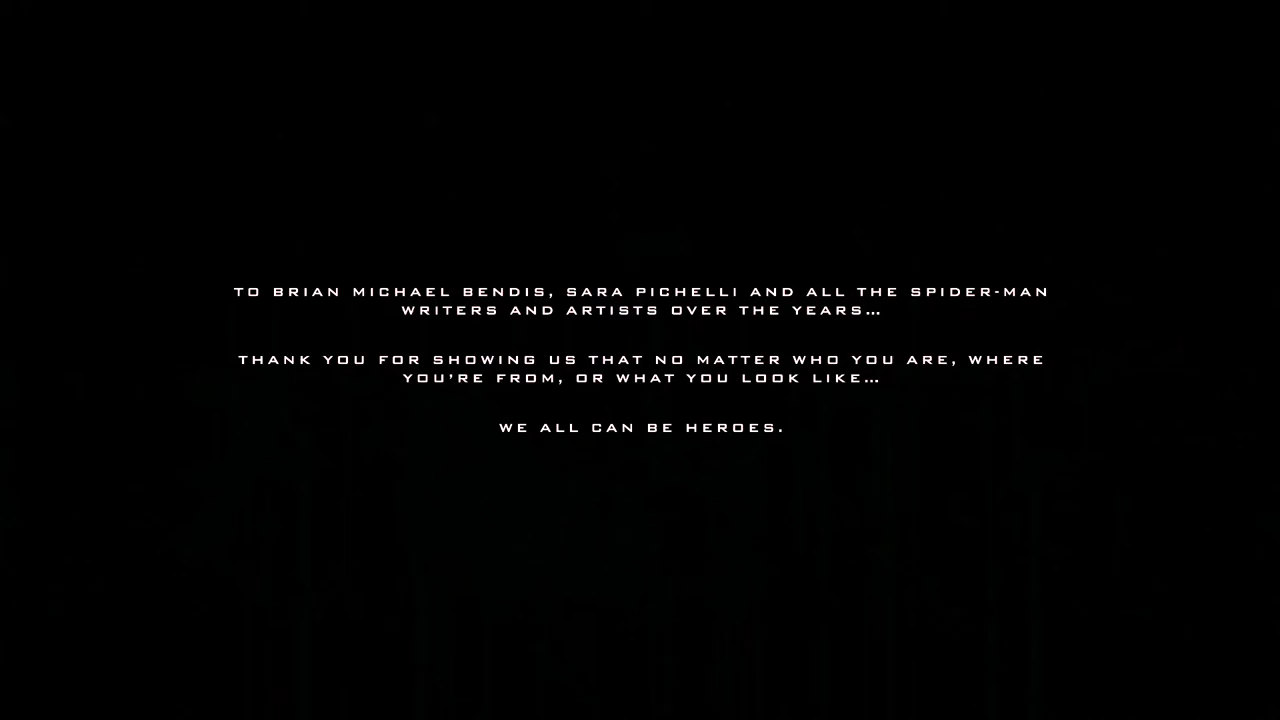 TO BRIAN MICHAEL BENDIS, SARA PICHELLI AND ALL THE SPIDER-MAN
WRITERS AND ARTISTS OVER THE YEARS...
THANK YOU FOR SHOWING US THAT NO MATTER WHO YOU ARE, WHERE
YOU'RE FROM, OR WHAT YOU LOOK LIKE...
WE ALL CAN BE HEROES.